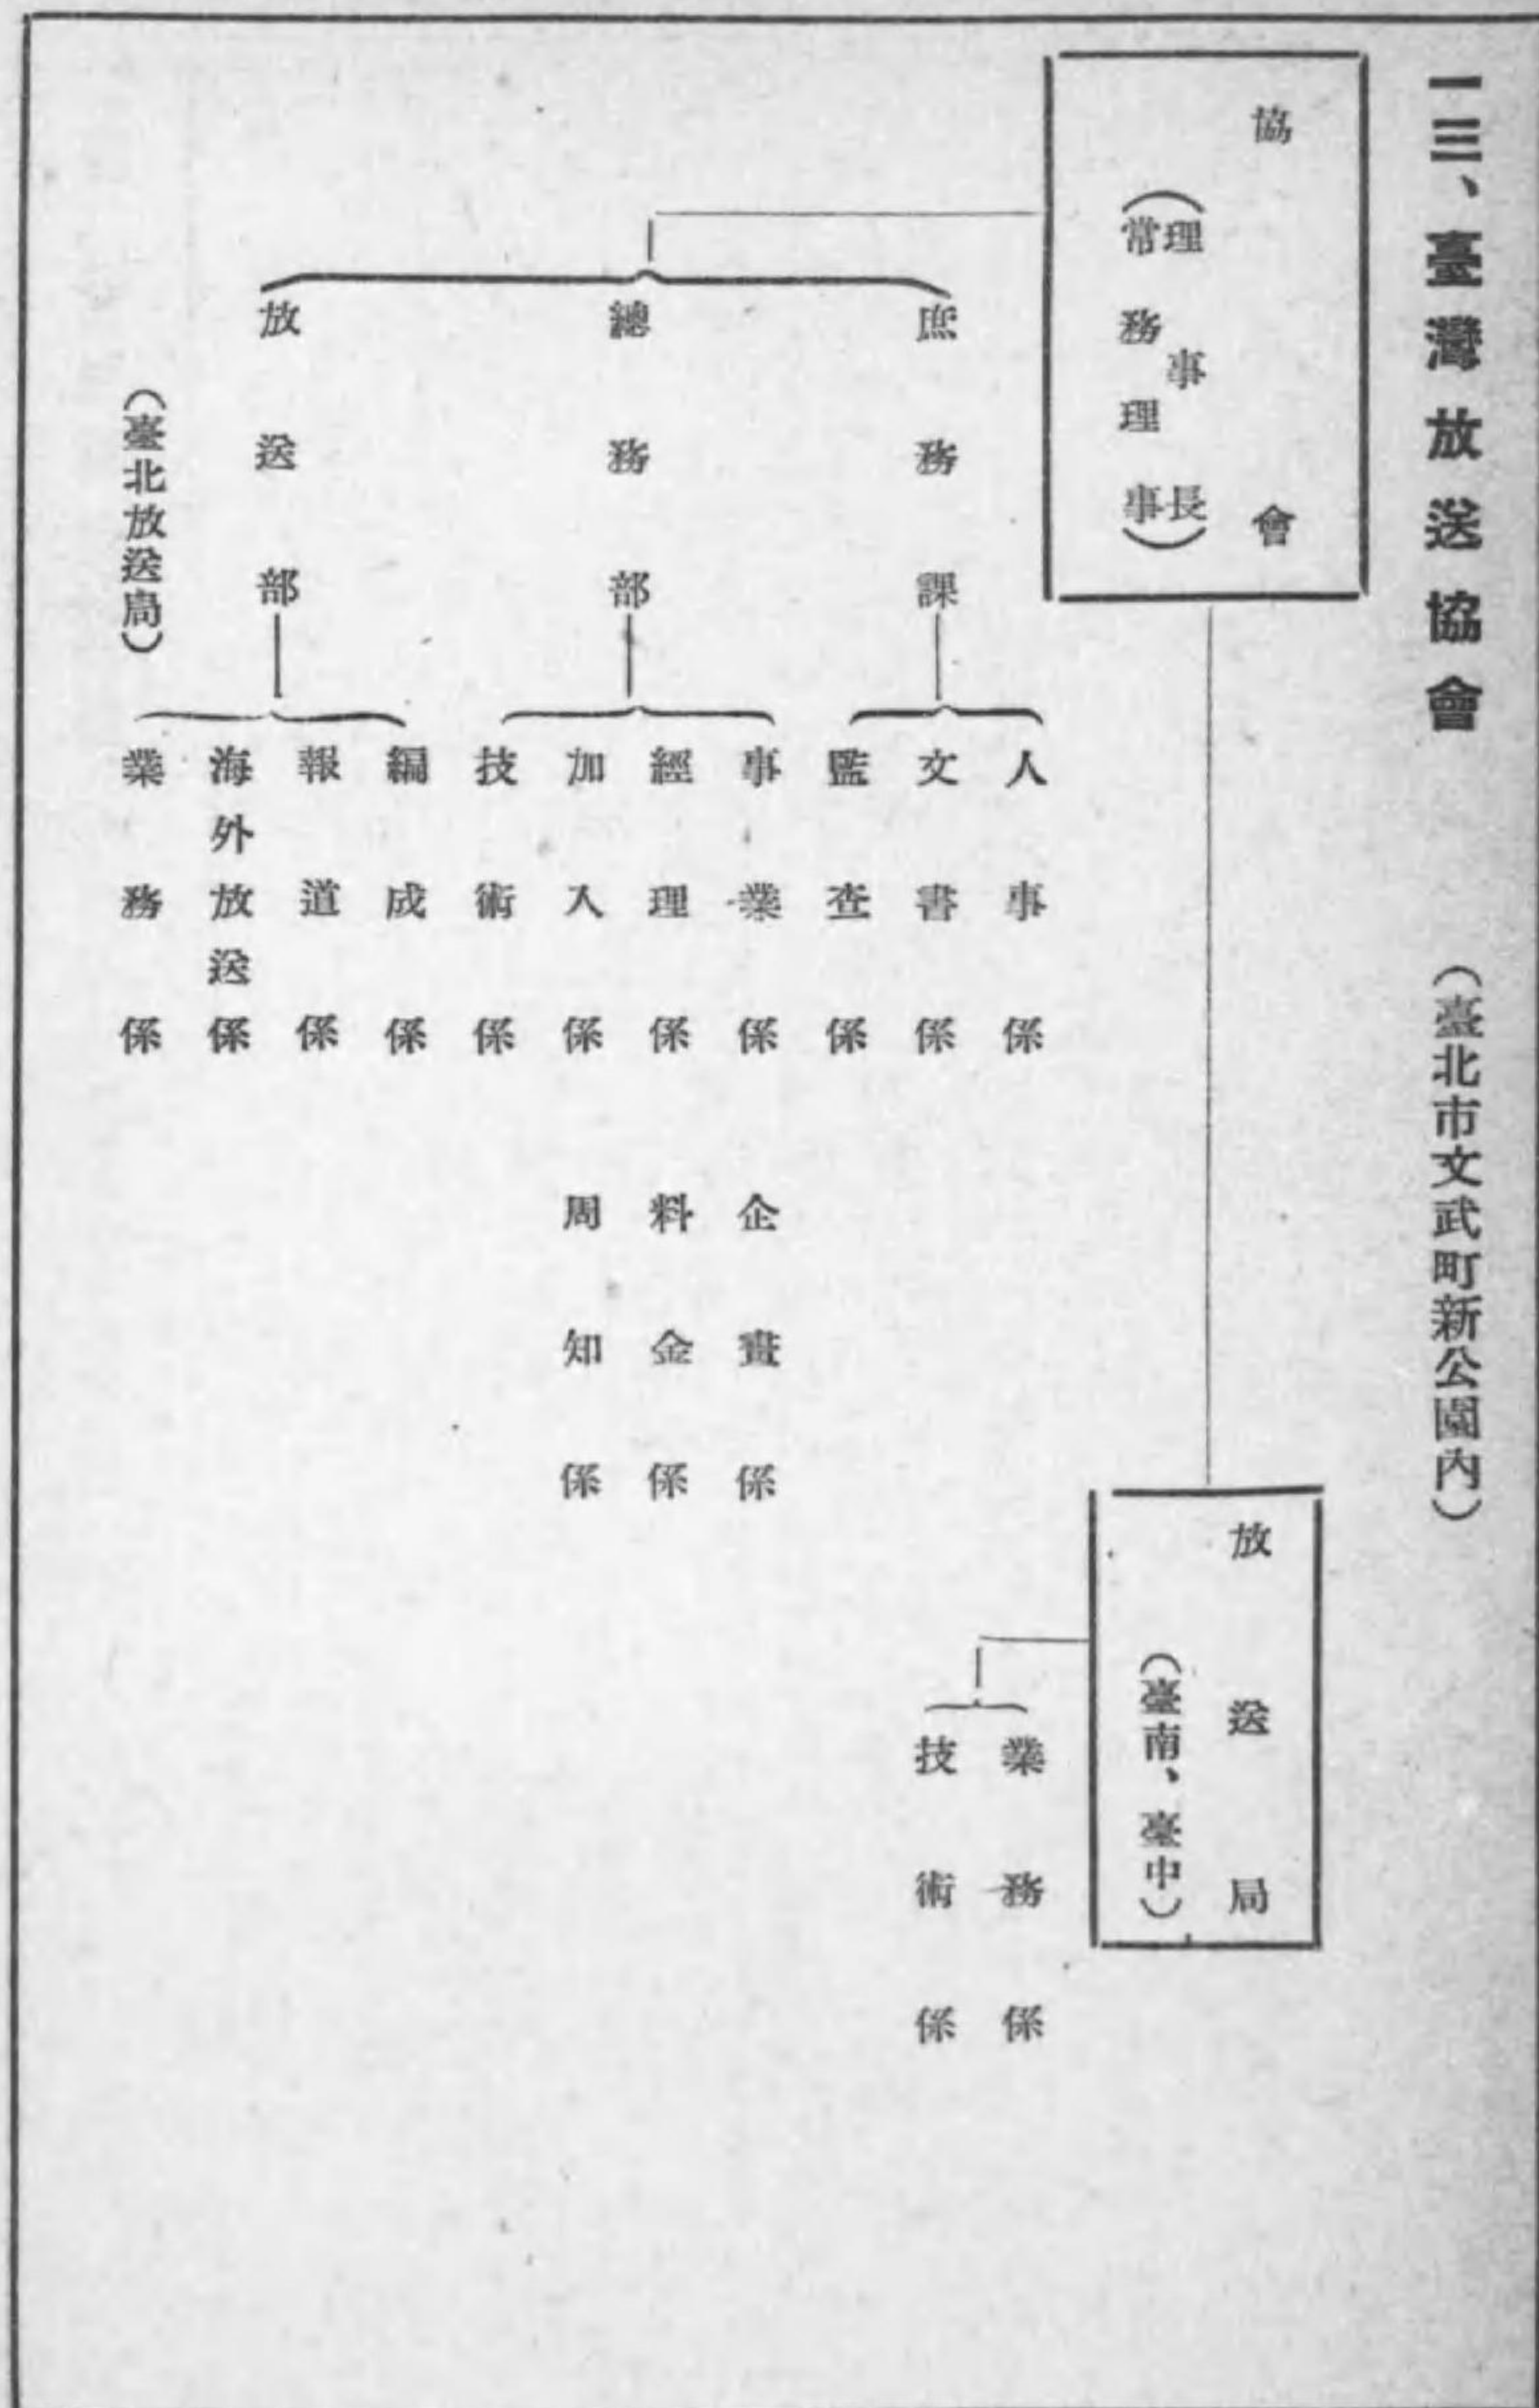 一三、臺灣放送協會
（臺北市文武町新公園內）
協會
（理事長
常務理事）
放送局
（臺南、臺中）
業務係
技術係
庶務課
人事係
文書係
監査係
總務部
事業係 企畫係
經理係 料金係
加入係 周知係
技術係
放送部
（臺北放送局）
編成係
報道係
海外放送係
業務係